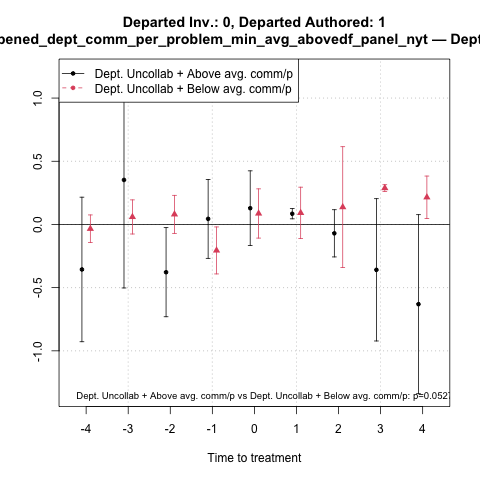 Departed Inv.: 0, Departed Authored: 1
pened_dept_comm_per_problem_min_avg_abovedf_panel_nyt — Dept
Dept. Uncollab + Above avg. comm/p
Dept. Uncollab + Below avg. comm/p
1.0
0.5
0.0
-0.5
-1.0
Dept. Uncollab + Above avg. comm/p vs Dept. Uncollab + Below avg. comm/p: p=0.052
-4 -3 -2 -1 0 1 2 3 4
Time to treatment